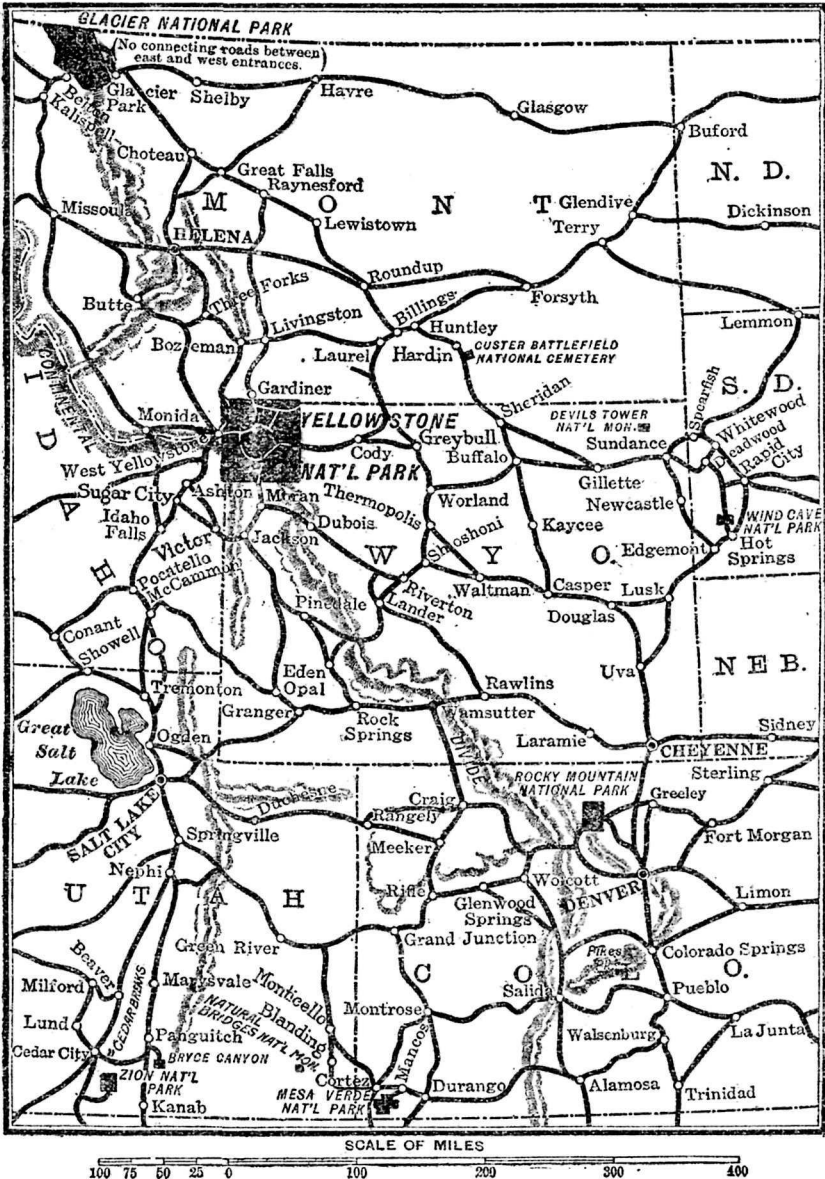 GLACIER NATIONAL PARK
(No connecting roads between
east and west entrances.)
Belton
Glacier
Park
Kalispell
Shelby
Havre
Glasgow
Buford
Choteau
Great Falls
Raynesford
N. D.
M O N T
Glendive
Missoula
Lewistown
Terry
Dickinson
HELENA
Roundup
Forsyth
Butte
Three Forks
Livingston
Billings
Huntley
Lemmon
Bozeman
Laurel
Hardin
CUSTER BATTLEFIELD
NATIONAL CEMETERY
CONTINENTAL
I D A H O
Gardiner
Sheridan
S. D.
Spearfish
Monida
YELLOWSTONE
NAT'L PARK
DEVILS TOWER
NAT'L MON.
Whitewood
Deadwood
West Yellowstone
Cody
Greybull
Buffalo
Sundance
Rapid
City
Gillette
Sugar City
Ashton
Moran
Thermopolis
Worland
Newcastle
WIND CAVE
NAT'L PARK
Idaho
Falls
Victor
Dubois
Kaycee
Jackson
Shoshoni
W Y O.
Edgemont
Hot
Springs
Pocatello
McCammon
Riverton
Waltman
Casper
Lusk
Pinedale
Lander
Douglas
Conant
Showell
Eden
Opal
Uva
NEB.
Tremonton
Rawlins
Granger
Rock
Springs
Wamsutter
Great
Salt
Lake
Ogden
Laramie
Sidney
CHEYENNE
DIVIDE
ROCKY MOUNTAIN
NATIONAL PARK
Sterling
SALT LAKE
CITY
Duchesne
Craig
Greeley
Rangely
Springville
Meeker
Fort Morgan
Nephi
Rifle
Wolcott
DENVER
U T A H
Glenwood
Springs
Limon
Green River
Grand Junction
Pikes
Pk.
Colorado Springs
Beaver
C O L O.
Milford
CEDAR BREAKS
Marysvale
NATURAL
BRIDGES NAT'L MON.
Monticello
Blanding
Montrose
Salida
Pueblo
Lund
Walsenburg
La Junta
Panguitch
Cedar City
BRYCE CANYON
Mancos
ZION NAT'L
PARK
Cortez
MESA VERDE
NAT'L PARK
Durango
Alamosa
Trinidad
Kanab
SCALE OF MILES
100 75 50 25 0 100 200 300 400